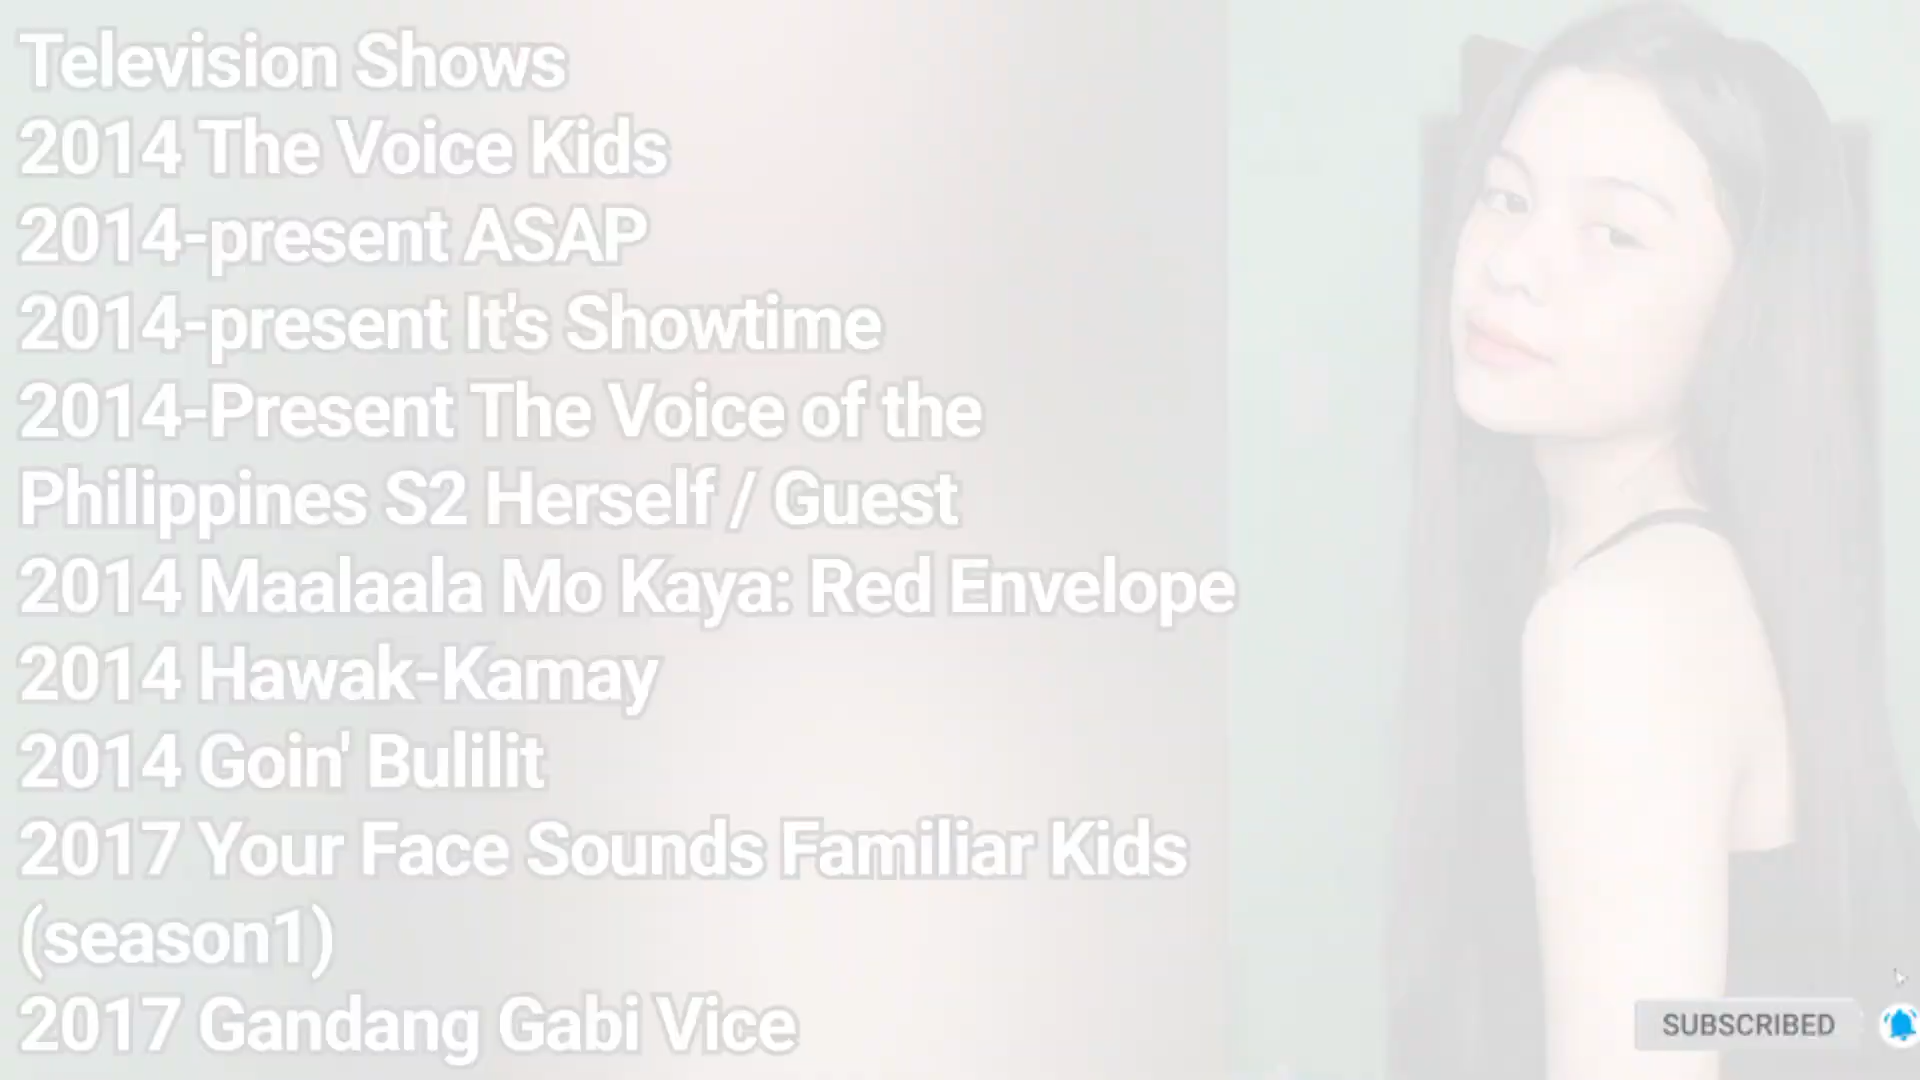 Television Shows
2014 The Voice Kids
2014-present ASAP
2014-present It's Showtime
2014-Present The Voice of the
Philippines S2 Herself / Guest
2014 Maalaala Mo Kaya: Red Envelope
2014 Hawak-Kamay
2014 Goin' Bulilit
2017 Your Face Sounds Familiar Kids
(season1)
2017 Gandang Gabi Vice
SUBSCRIBED